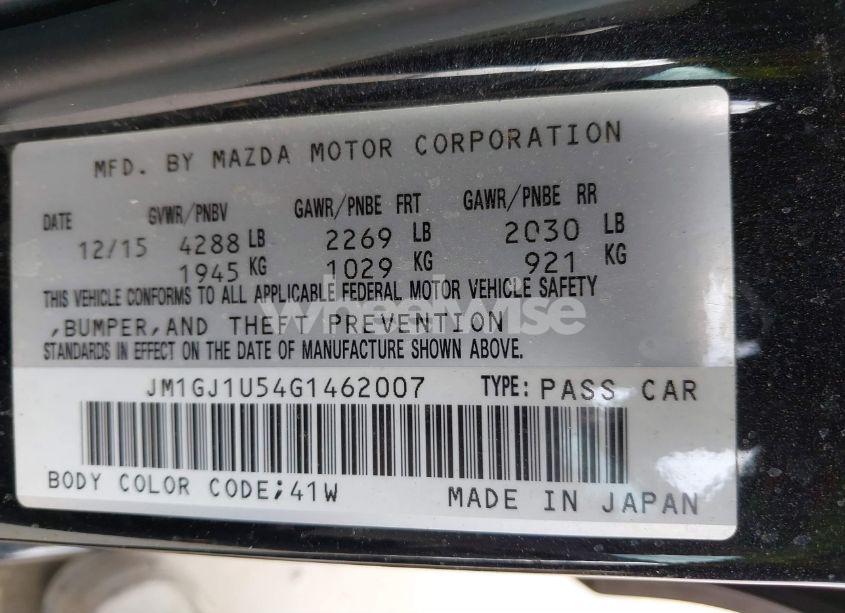 MFD. BY MAZDA MOTOR CORPORATION
DATE GVWR/PNBV GAWR/PNBE FRT GAWR/PNBE RR
12/15 4288 LB 2269 LB 2030 LB
1945 KG 1029 KG 921 KG
THIS VEHICLE CONFORMS TO ALL APPLICABLE FEDERAL MOTOR VEHICLE SAFETY
,BUMPER,AND THEFT PREVENTION
STANDARDS IN EFFECT ON THE DATE OF MANUFACTURE SHOWN ABOVE.
JM1GJ1U54G1462007 TYPE: PASS CAR
BODY COLOR CODE;41W MADE IN JAPAN